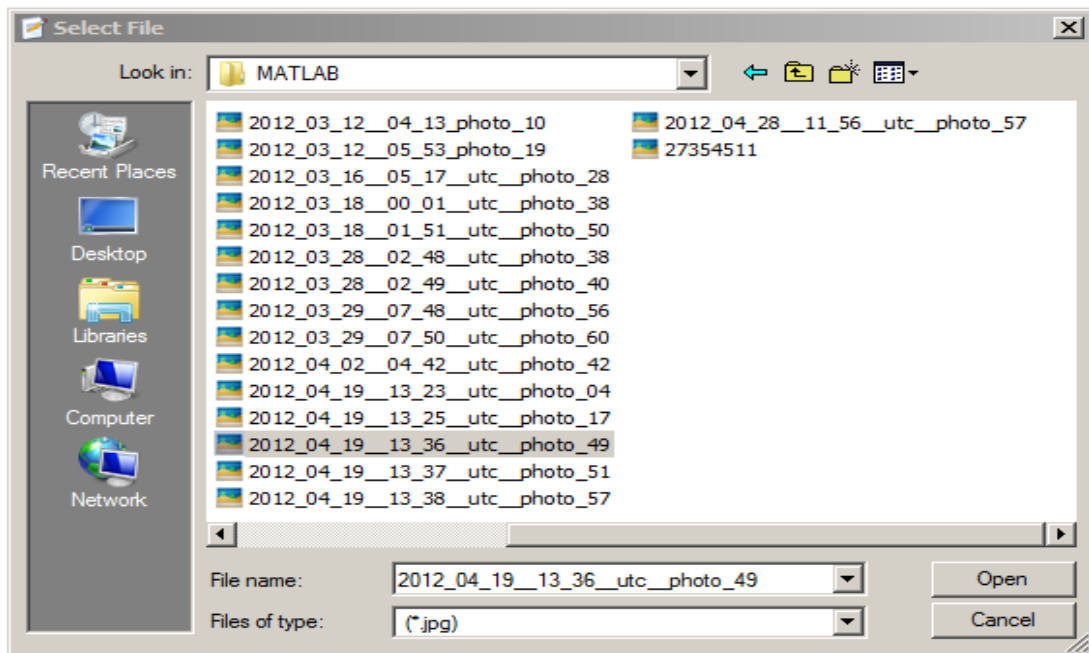 Select File
Look in: MATLAB
Recent Places
Desktop
Libraries
Computer
Network
2012_03_12__04_13_photo_10
2012_03_12__05_53_photo_19
2012_03_16__05_17__utc__photo_28
2012_03_18__00_01__utc__photo_38
2012_03_18__01_51__utc__photo_50
2012_03_28__02_48__utc__photo_38
2012_03_28__02_49__utc__photo_40
2012_03_29__07_48__utc__photo_56
2012_03_29__07_50__utc__photo_60
2012_04_02__04_42__utc__photo_42
2012_04_19__13_23__utc__photo_04
2012_04_19__13_25__utc__photo_17
2012_04_19__13_36__utc__photo_49
2012_04_19__13_37__utc__photo_51
2012_04_19__13_38__utc__photo_57
2012_04_28__11_56__utc__photo_57
27354511
File name: 2012_04_19__13_36__utc__photo_49 Open
Files of type: (*.jpg) Cancel